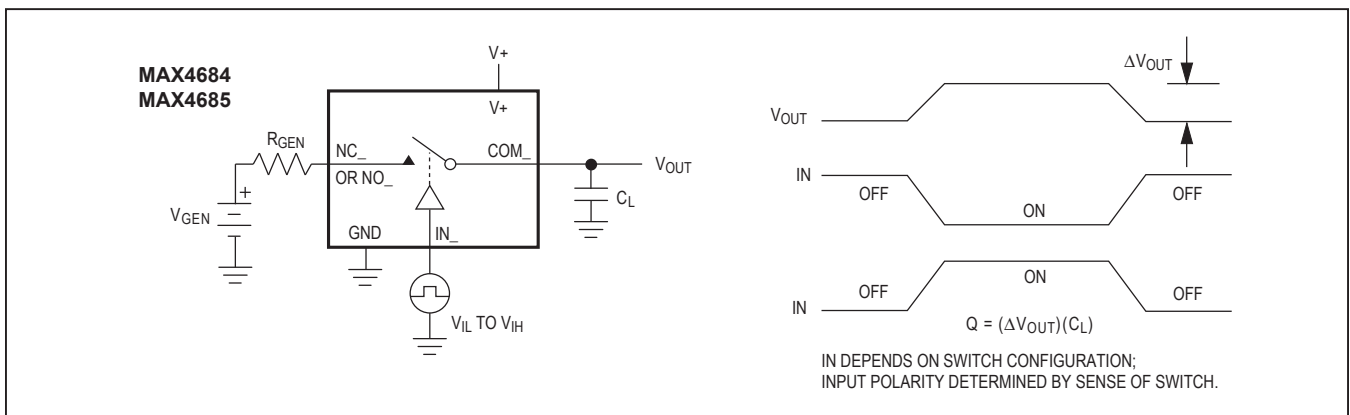 MAX4684
MAX4685
V+
V+
RGEN
NC_
OR NO_
COM_
VOUT
CL
+
VGEN
GND
IN_
VIL TO VIH
ΔVOUT
VOUT
IN
OFF
ON
OFF
IN
OFF
ON
OFF
Q = (ΔVOUT)(CL)
IN DEPENDS ON SWITCH CONFIGURATION;
INPUT POLARITY DETERMINED BY SENSE OF SWITCH.